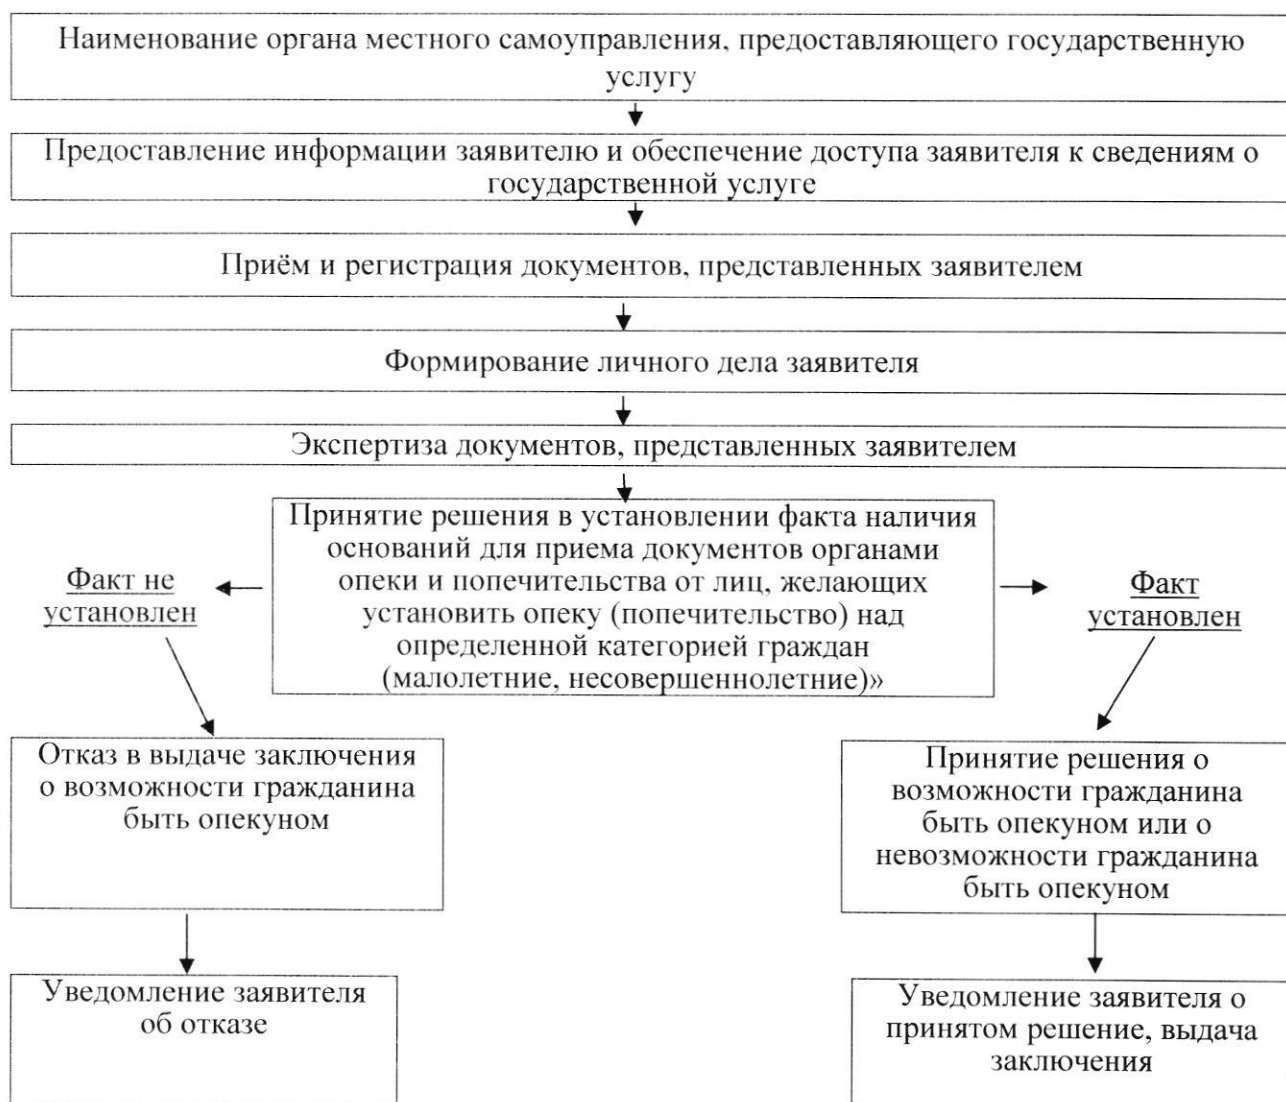 Наименование органа местного самоуправления, предоставляющего государственную
услугу
Предоставление информации заявителю и обеспечение доступа заявителя к сведениям о
государственной услуге
Приём и регистрация документов, представленных заявителем
Формирование личного дела заявителя
Экспертиза документов, представленных заявителем
Принятие решения в установлении факта наличия
оснований для приема документов органами
опеки и попечительства от лиц, желающих
установить опеку (попечительство) над
определенной категорией граждан
(малолетние, несовершеннолетние)»
Факт не
установлен
Факт
установлен
Отказ в выдаче заключения
о возможности гражданина
быть опекуном
Принятие решения о
возможности гражданина
быть опекуном или о
невозможности гражданина
быть опекуном
Уведомление заявителя
об отказе
Уведомление заявителя о
принятом решение, выдача
заключения